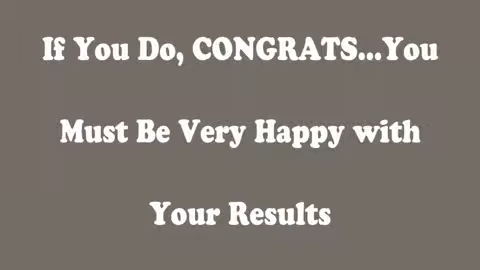 If You Do, CONGRATS...You
Must Be Very Happy with
Your Results